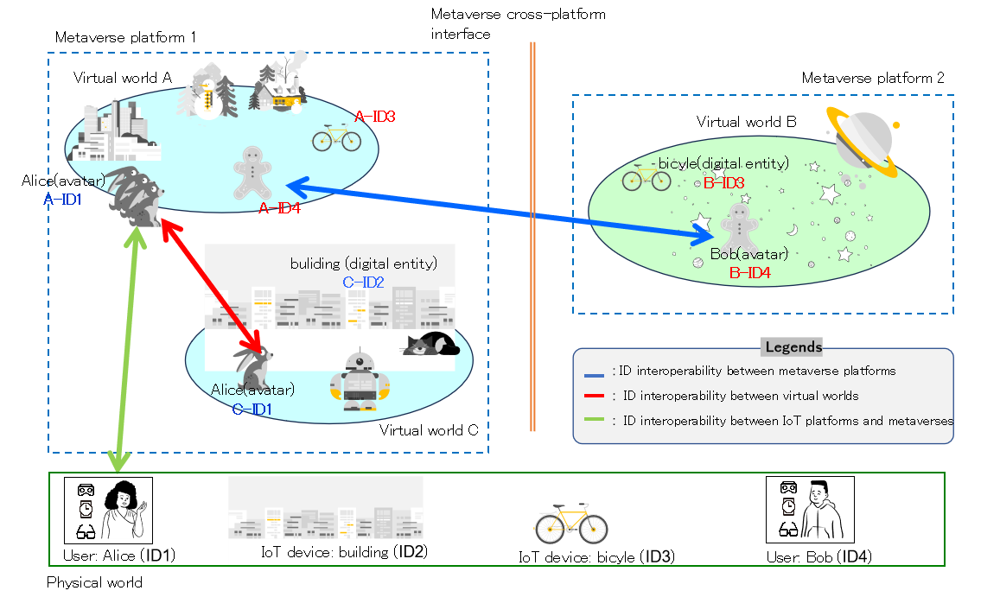 Metaverse cross-platform
interface
Metaverse platform 1
Virtual world A
A-ID3
Alice(avatar)
A-ID1
A-ID4
buliding (digital entity)
C-ID2
Alice(avatar)
C-ID1
Virtual world C
Metaverse platform 2
Virtual world B
bicyle(digital entity)
B-ID3
Bob(avatar)
B-ID4
Legends
: ID interoperability between metaverse platforms
: ID interoperability between virtual worlds
: ID interoperability between IoT platforms and metaverses
User: Alice (ID1)
IoT device: building (ID2)
IoT device: bicyle (ID3)
User: Bob (ID4)
Physical world